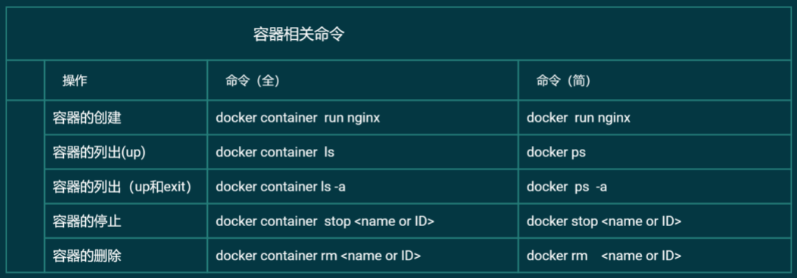 容器相关命令
操作 命令（全） 命令（简）
容器的创建 docker container run nginx docker run nginx
容器的列出(up) docker container ls docker ps
容器的列出（up和exit） docker container ls -a docker ps -a
容器的停止 docker container stop <name or ID> docker stop <name or ID>
容器的删除 docker container rm <name or ID> docker rm <name or ID>